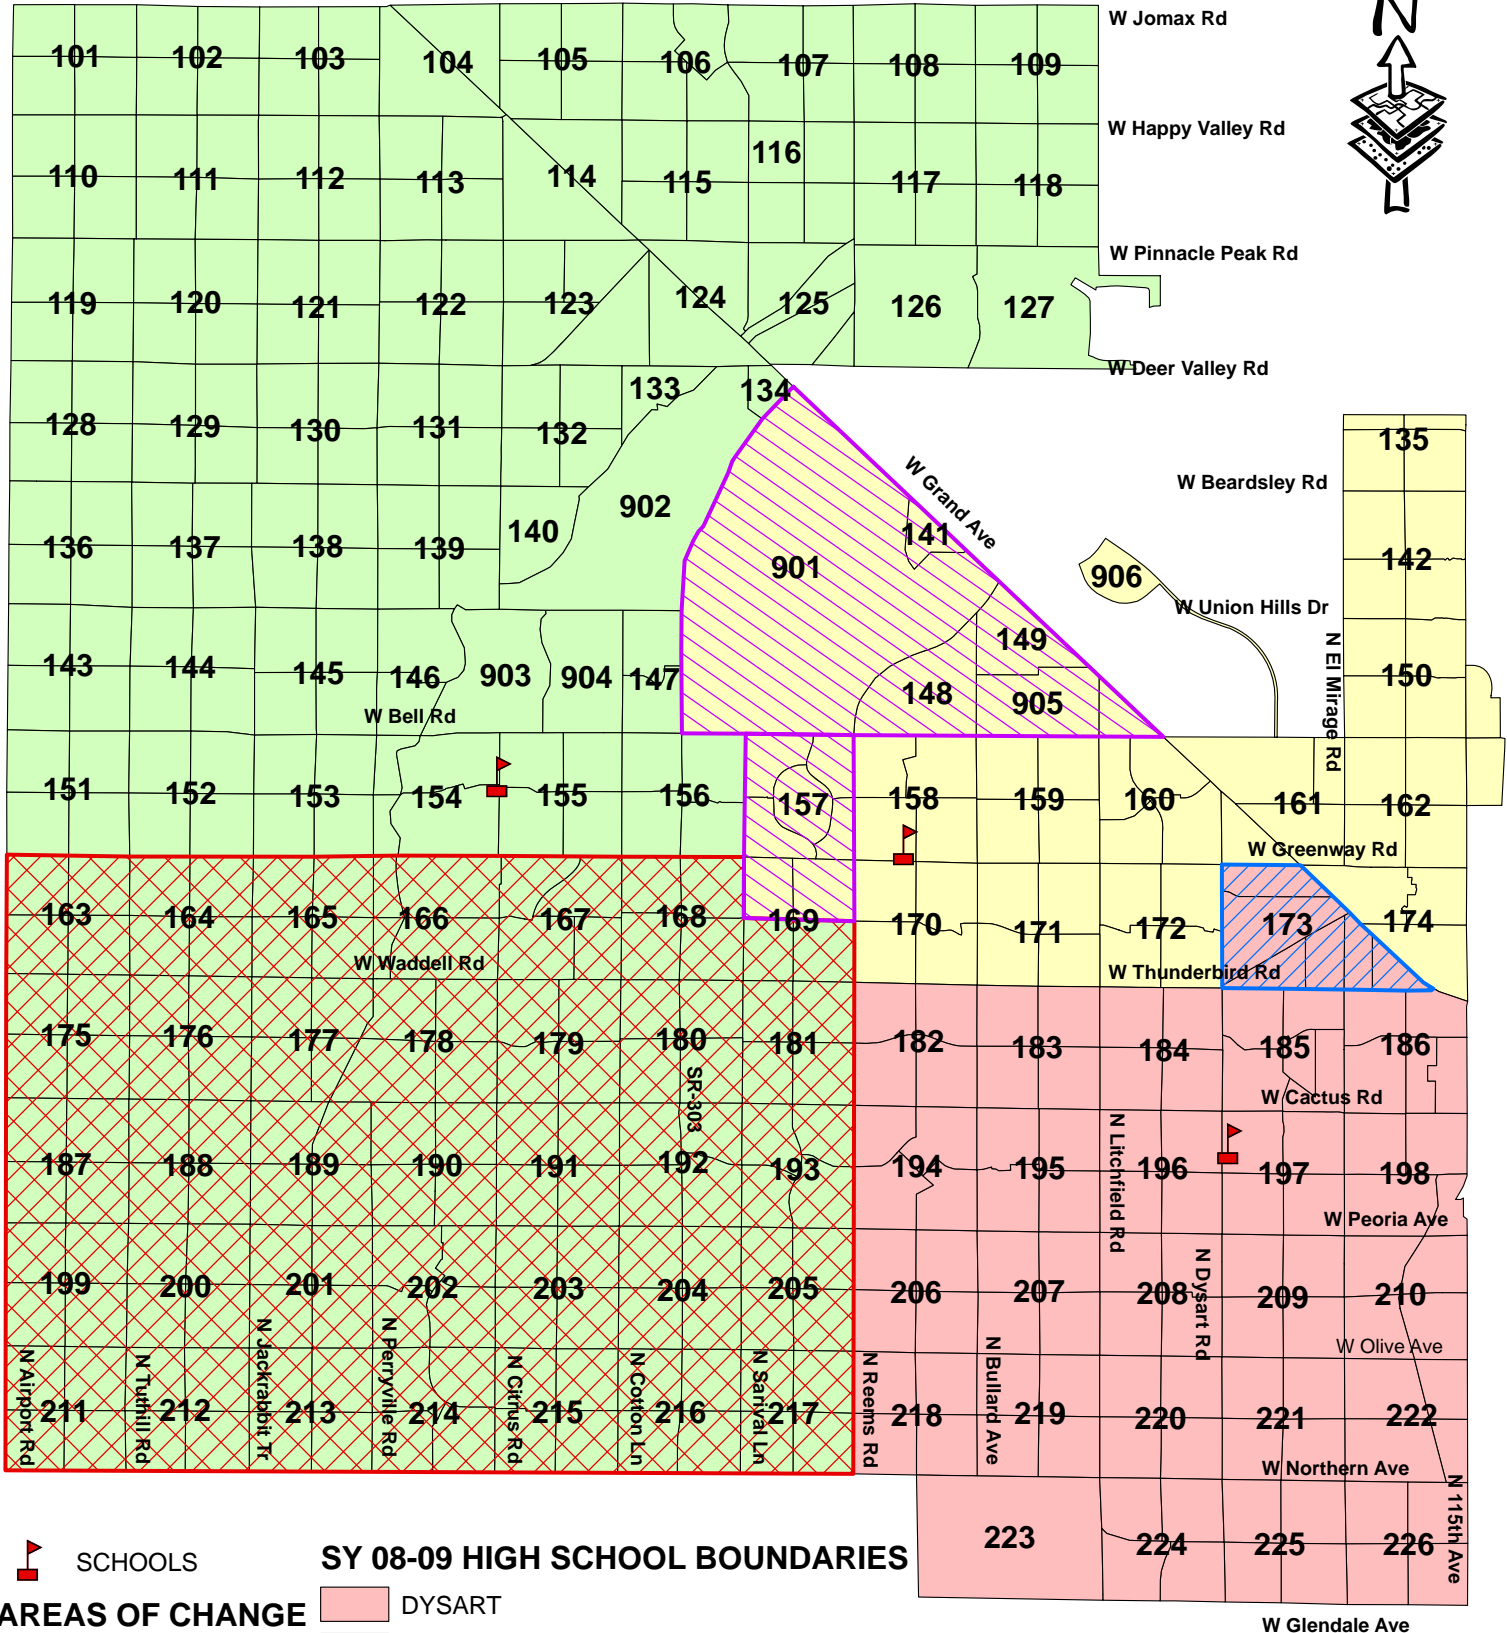 N
W Jomax Rd
101 102 103 104 105 106 107 108 109
W Happy Valley Rd
110 111 112 113 114 115 116 117 118
W Pinnacle Peak Rd
119 120 121 122 123 124 125 126 127
W Deer Valley Rd
128 129 130 131 132 133 134 135
W Grand Ave
W Beardsley Rd
136 137 138 139 140 902 901 141 142
906
W Union Hills Dr
N El Mirage Rd
143 144 145 146 903 904 147 148 149 905 150
W Bell Rd
151 152 153 154 155 156 157 158 159 160 161 162
W Greenway Rd
163 164 165 166 167 168 169 170 171 172 173 174
W Waddell Rd
W Thunderbird Rd
175 176 177 178 179 180 181 182 183 184 185 186
SR-303
W Cactus Rd
187 188 189 190 191 192 193 194 195 196 197 198
N Litchfield Rd
W Peoria Ave
199 200 201 202 203 204 205 206 207 208 209 210
N Dysart Rd
W Olive Ave
211 212 213 214 215 216 217 218 219 220 221 222
N Airport Rd
N Tuthill Rd
N Jackrabbit Tr
N Perryville Rd
N Citrus Rd
N Cotton Ln
N Sarival Ln
N Reems Rd
N Bullard Ave
W Northern Ave
N 115th Ave
223 224 225 226
SCHOOLS
SY 08-09 HIGH SCHOOL BOUNDARIES
AREAS OF CHANGE
DYSART
W Glendale Ave